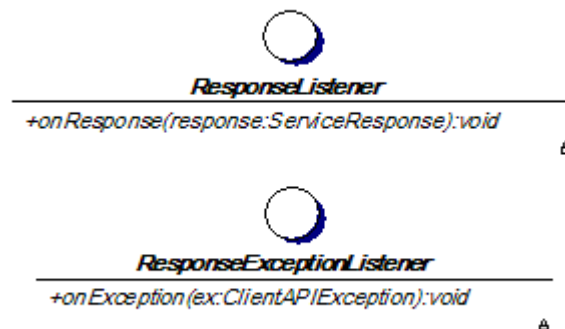 ResponseListener
+onResponse(response:ServiceResponse):void
ResponseExceptionListener
+onException(ex:ClientAPIException):void